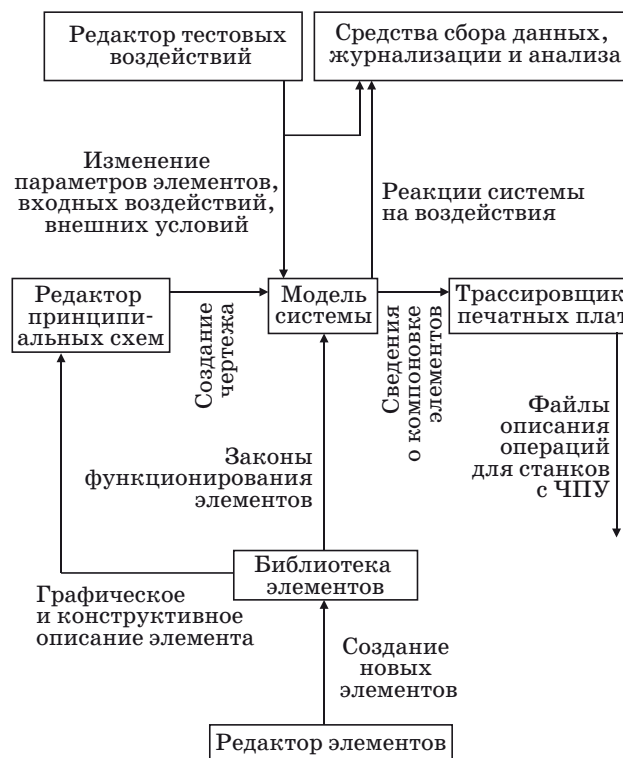 Редактор тестовых
воздействий
Средства сбора данных,
журнализации и анализа
Изменение
параметров элементов,
входных воздействий,
внешних условий
Реакции системы
на воздействия
Редактор
принципи-
альных схем
Создание
чертежа
Модель
системы
Сведения
о компоновке
элементов
Трассировщик
печатных плат
Файлы
описания
операций
для станков
с ЧПУ
Законы
функционирования
элементов
Библиотека
элементов
Графическое
и конструктивное
описание элемента
Создание
новых
элементов
Редактор элементов